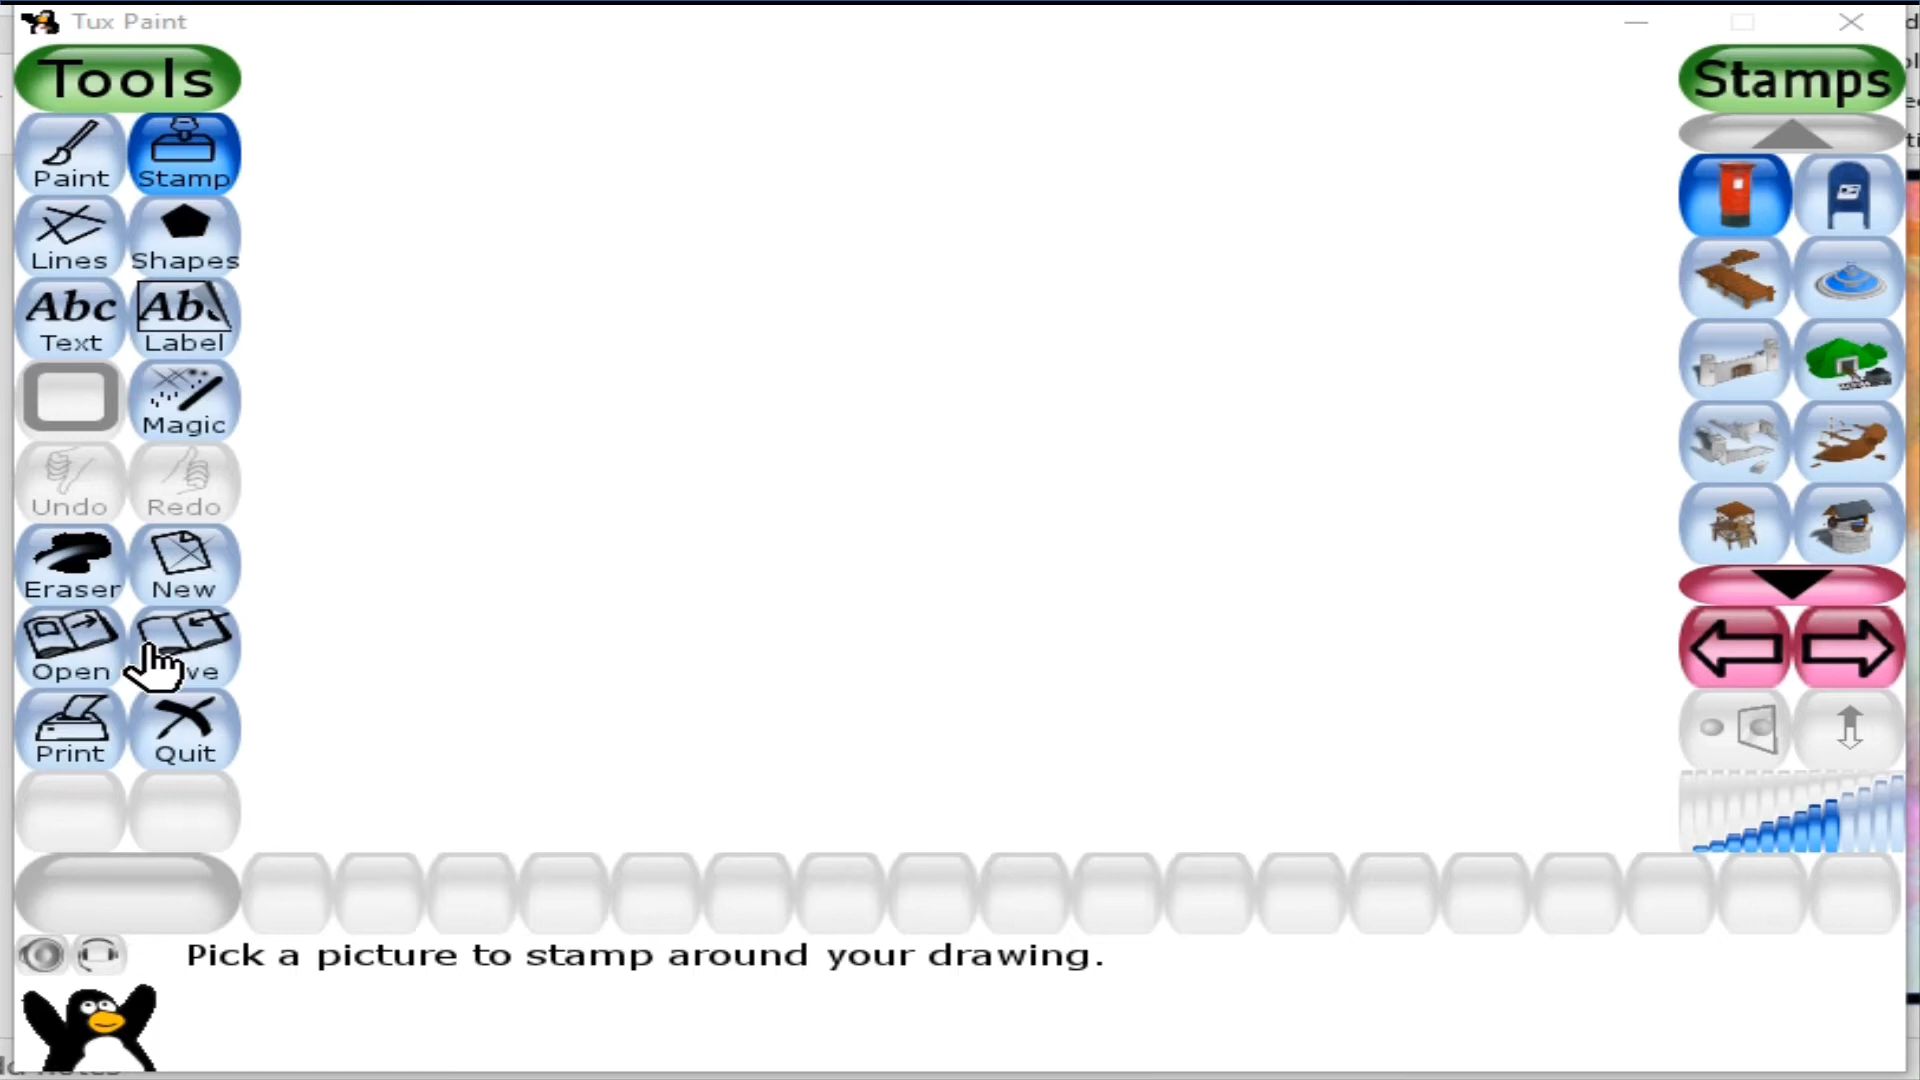 Tux Paint
Tools
Stamps
Paint
Stamp
Lines
Shapes
Abc
Abc
Text
Label
Magic
Undo
Redo
Eraser
New
Open
Print
Quit
Pick a picture to stamp around your drawing.